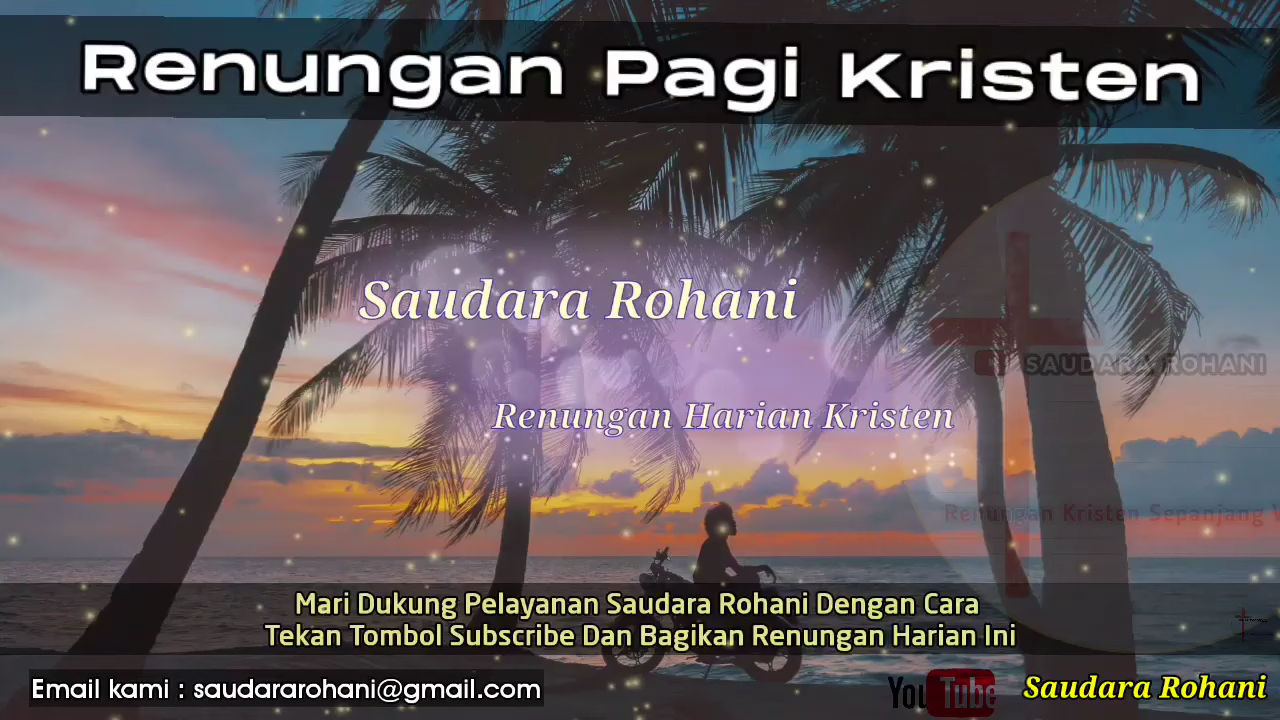 Renungan Pagi Kristen
Saudara Rohani
SAUDARA ROHANI
Renungan Harian Kristen
Renungan Kristen Sepanjang
Mari Dukung Pelayanan Saudara Rohani Dengan Cara
Tekan Tombol Subscribe Dan Bagikan Renungan Harian Ini
Email kami : saudararohani@gmail.com
YouTube
Saudara Rohani